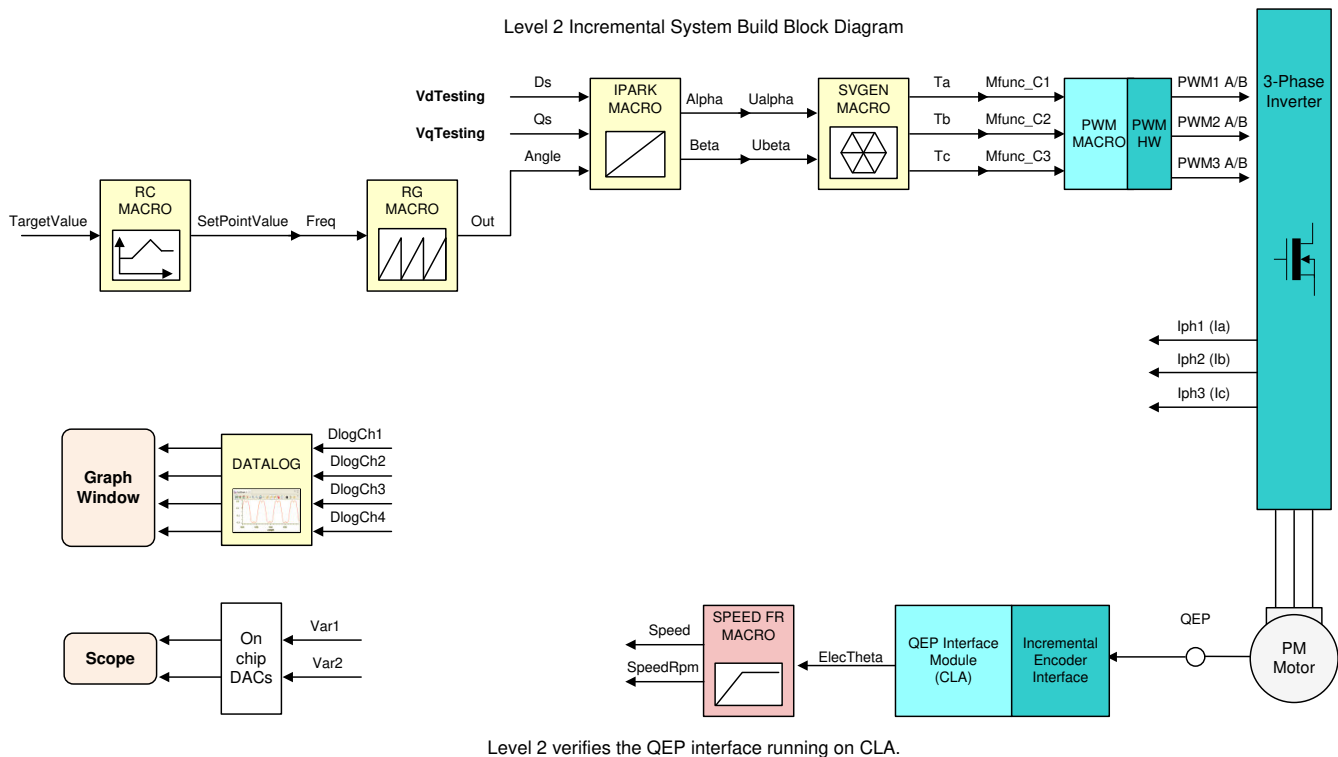 Level 2 Incremental System Build Block Diagram
VdTesting
VqTesting
Ds
Qs
Angle
IPARK
MACRO
Alpha
Beta
Ualpha
Ubeta
SVGEN
MACRO
Ta
Tb
Tc
Mfunc_C1
Mfunc_C2
Mfunc_C3
PWM
MACRO
PWM
HW
PWM1 A/B
PWM2 A/B
PWM3 A/B
3-Phase
Inverter
TargetValue
RC
MACRO
SetPointValue
Freq
RG
MACRO
Out
Iph1 (Ia)
Iph2 (Ib)
Iph3 (Ic)
Graph
Window
DATALOG
DlogCh1
DlogCh2
DlogCh3
DlogCh4
Scope
On
chip
DACs
Var1
Var2
Speed
SpeedRpm
SPEED FR
MACRO
ElecTheta
QEP Interface
Module
(CLA)
Incremental
Encoder
Interface
QEP
PM
Motor
Level 2 verifies the QEP interface running on CLA.